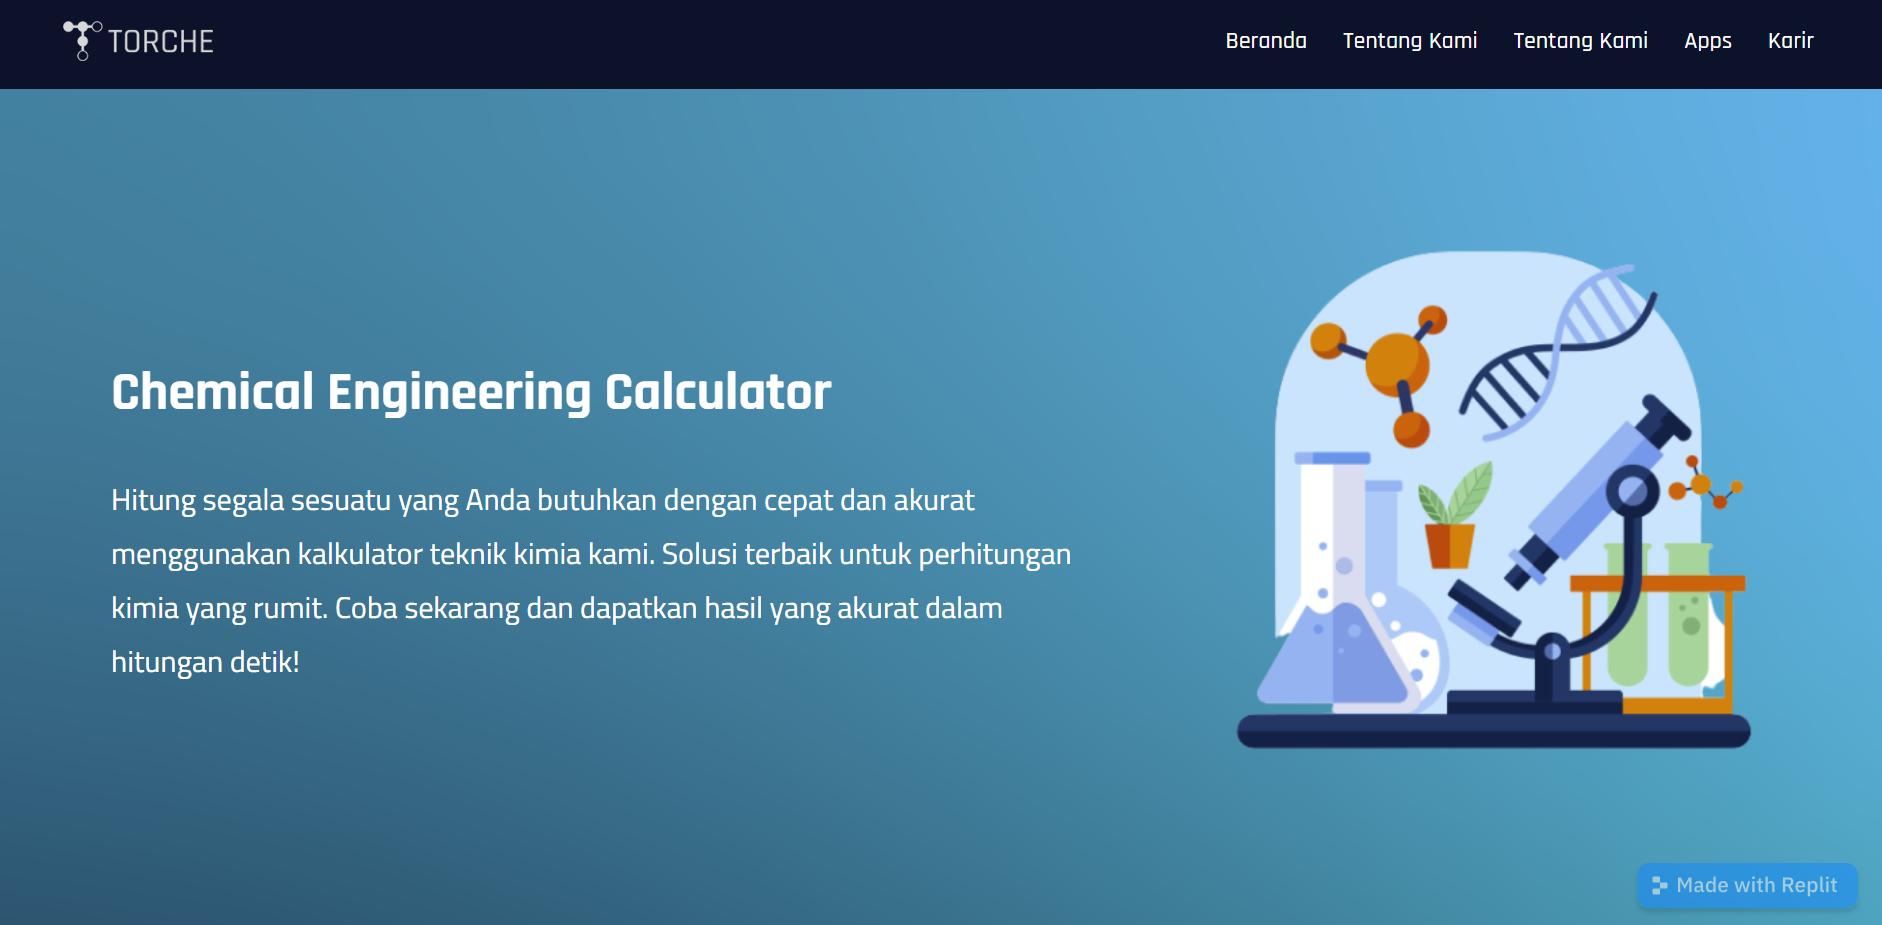 TORCHE
Beranda Tentang Kami Tentang Kami Apps Karir
Chemical Engineering Calculator
Hitung segala sesuatu yang Anda butuhkan dengan cepat dan akurat
menggunakan kalkulator teknik kimia kami. Solusi terbaik untuk perhitungan
kimia yang rumit. Coba sekarang dan dapatkan hasil yang akurat dalam
hitungan detik!
Made with Replit